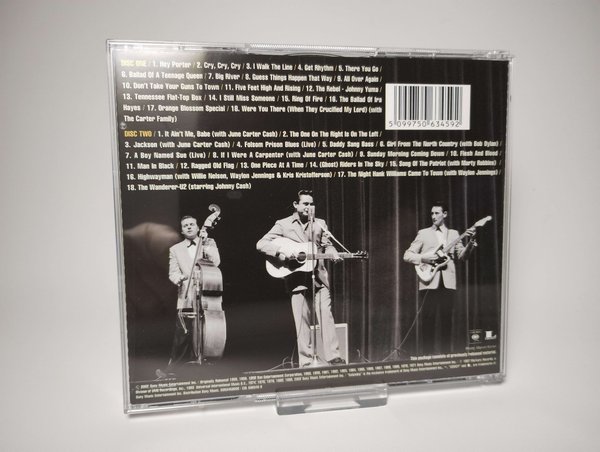 DISC ONE / 1. Hey Porter / 2. Cry, Cry, Cry / 3. I Walk The Line / 4. Get Rhythm / 5. There You Go /
6. Ballad Of A Teenage Queen / 7. Big River / 8. Guess Things Happen That Way / 9. All Over Again /
10. Don't Take Your Guns To Town / 11. Five Feet High And Rising / 12. The Rebel - Johnny Yuma /
13. Tennessee Flat-Top Box / 14. I Still Miss Someone / 15. Ring Of Fire / 16. The Ballad Of Ira
Hayes / 17. Orange Blossom Special / 18. Were You There (When They Crucified My Lord) (with
The Carter Family)
DISC TWO / 1. It Ain't Me, Babe (with June Carter Cash) / 2. The One On The Right Is On The Left /
3. Jackson (with June Carter Cash) / 4. Folsom Prison Blues (Live) / 5. Daddy Sang Bass / 6. Girl From The North Country (with Bob Dylan) /
7. A Boy Named Sue (Live) / 8. If I Were A Carpenter (with June Carter Cash) / 9. Sunday Morning Coming Down / 10. Flesh And Blood /
11. Man In Black / 12. Ragged Old Flag / 13. One Piece At A Time / 14. (Ghost) Riders In The Sky / 15. Song Of The Patriot (with Marty Robbins) /
16. Highwayman (with Willie Nelson, Waylon Jennings & Kris Kristofferson) / 17. The Night Hank Williams Came To Town (with Waylon Jennings) /
18. The Wanderer-U2 (starring Johnny Cash)
5 099750 634592